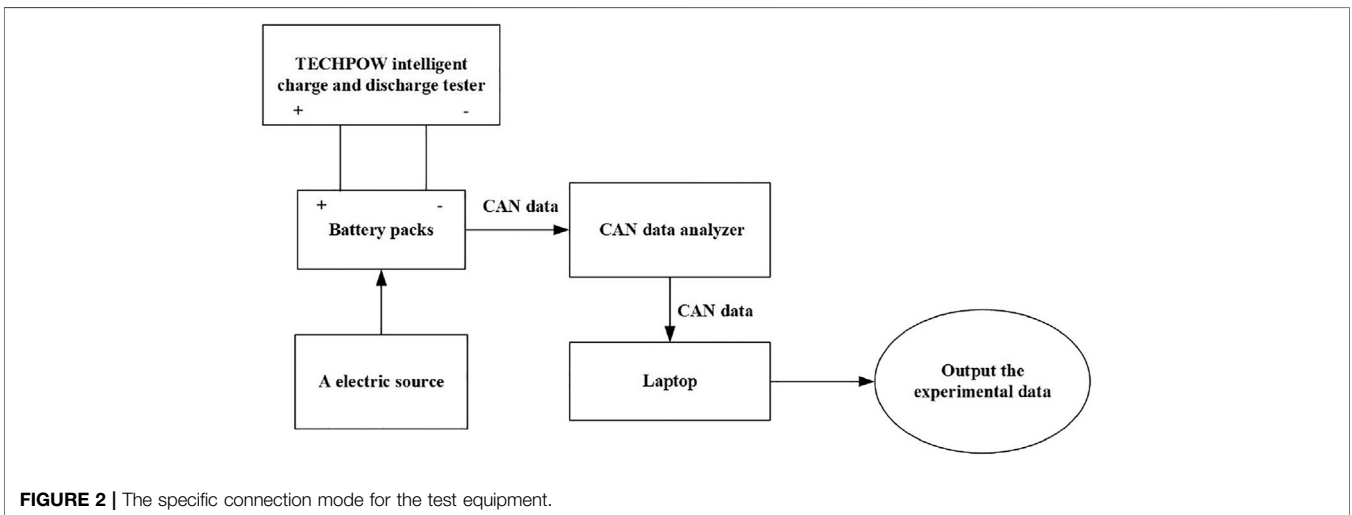 TECHPOW intelligent
charge and discharge tester
+ -
+ -
Battery packs
CAN data
CAN data analyzer
CAN data
A electric source
Laptop
Output the
experimental data
FIGURE 2 | The specific connection mode for the test equipment.